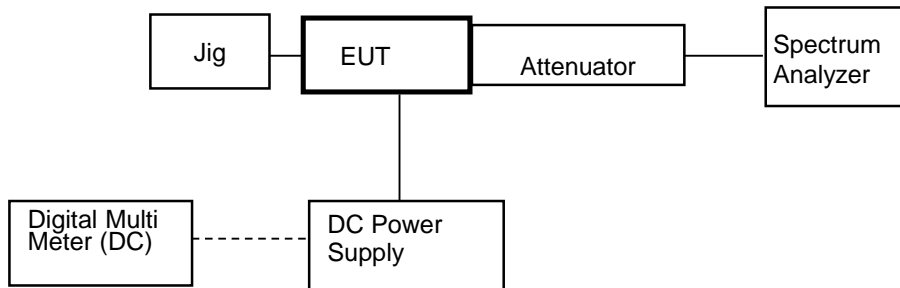 Jig
EUT
Attenuator
Spectrum
Analyzer
Digital Multi
Meter (DC)
DC Power
Supply